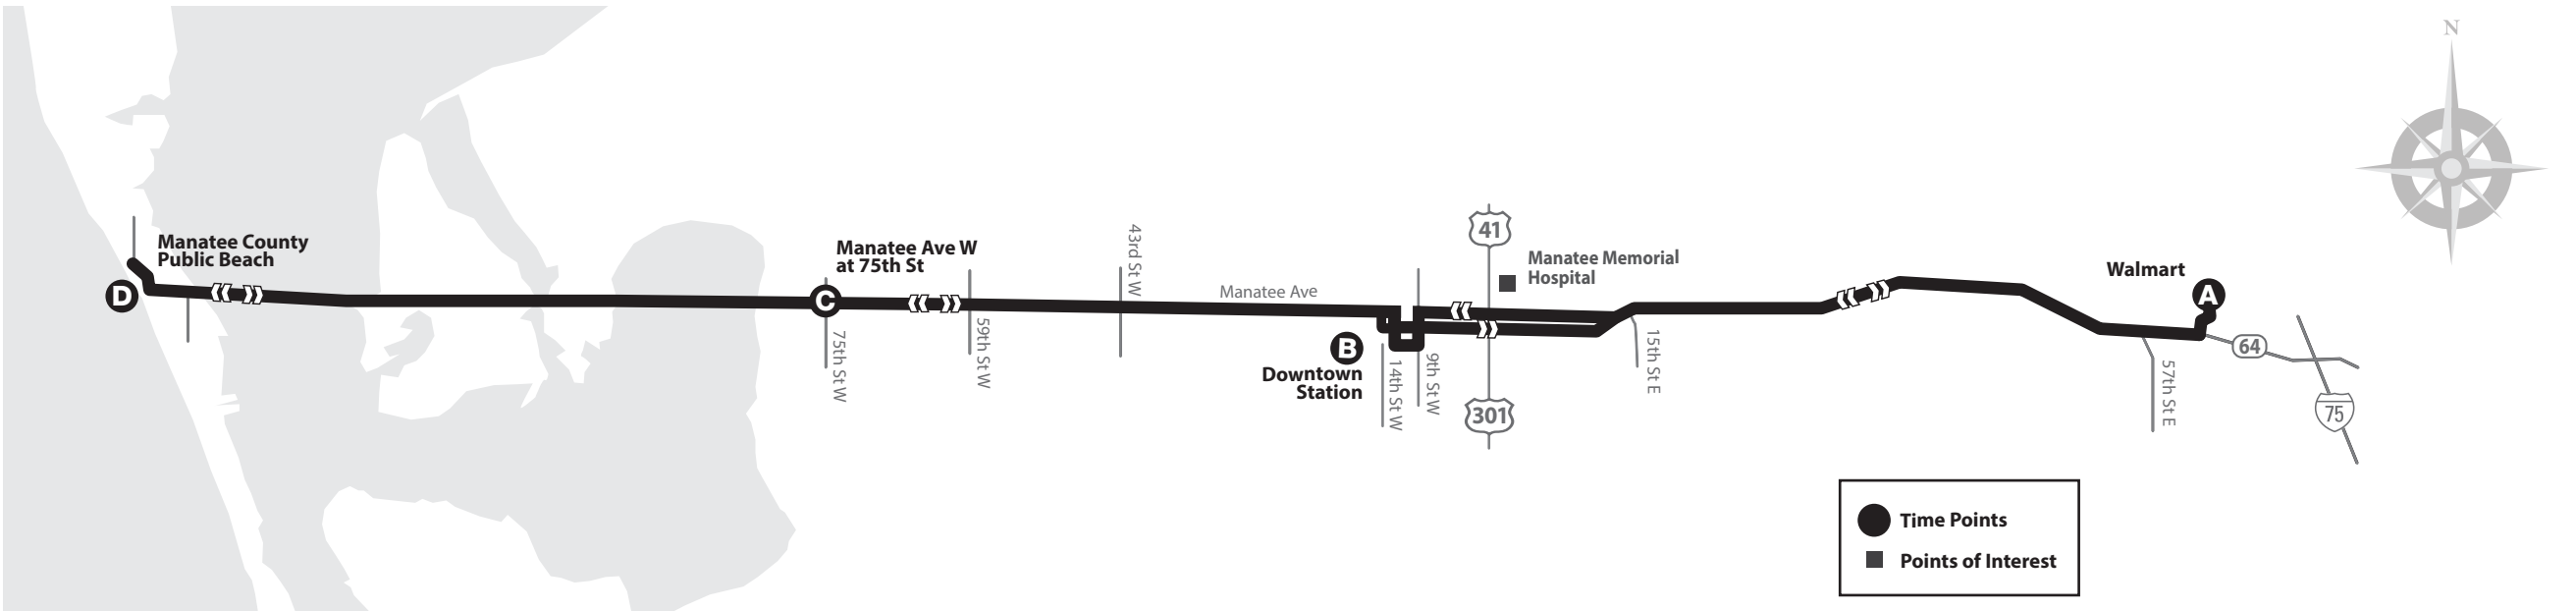 N
Manatee County
Public Beach
D
Manatee Ave W
at 75th St
C
75th St W
59th St W
43rd St W
Manatee Ave
B
Downtown
Station
14th St W
9th St W
41
301
Manatee Memorial
Hospital
15th St E
Walmart
A
64
57th St E
75
Time Points
Points of Interest